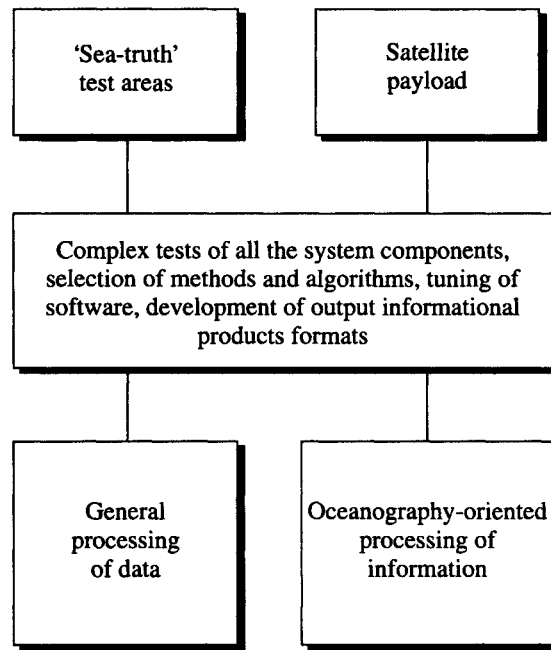 ‘Sea-truth’
test areas
Satellite
payload
Complex tests of all the system components,
selection of methods and algorithms, tuning of
software, development of output informational
products formats
General
processing
of data
Oceanography-oriented
processing of
information